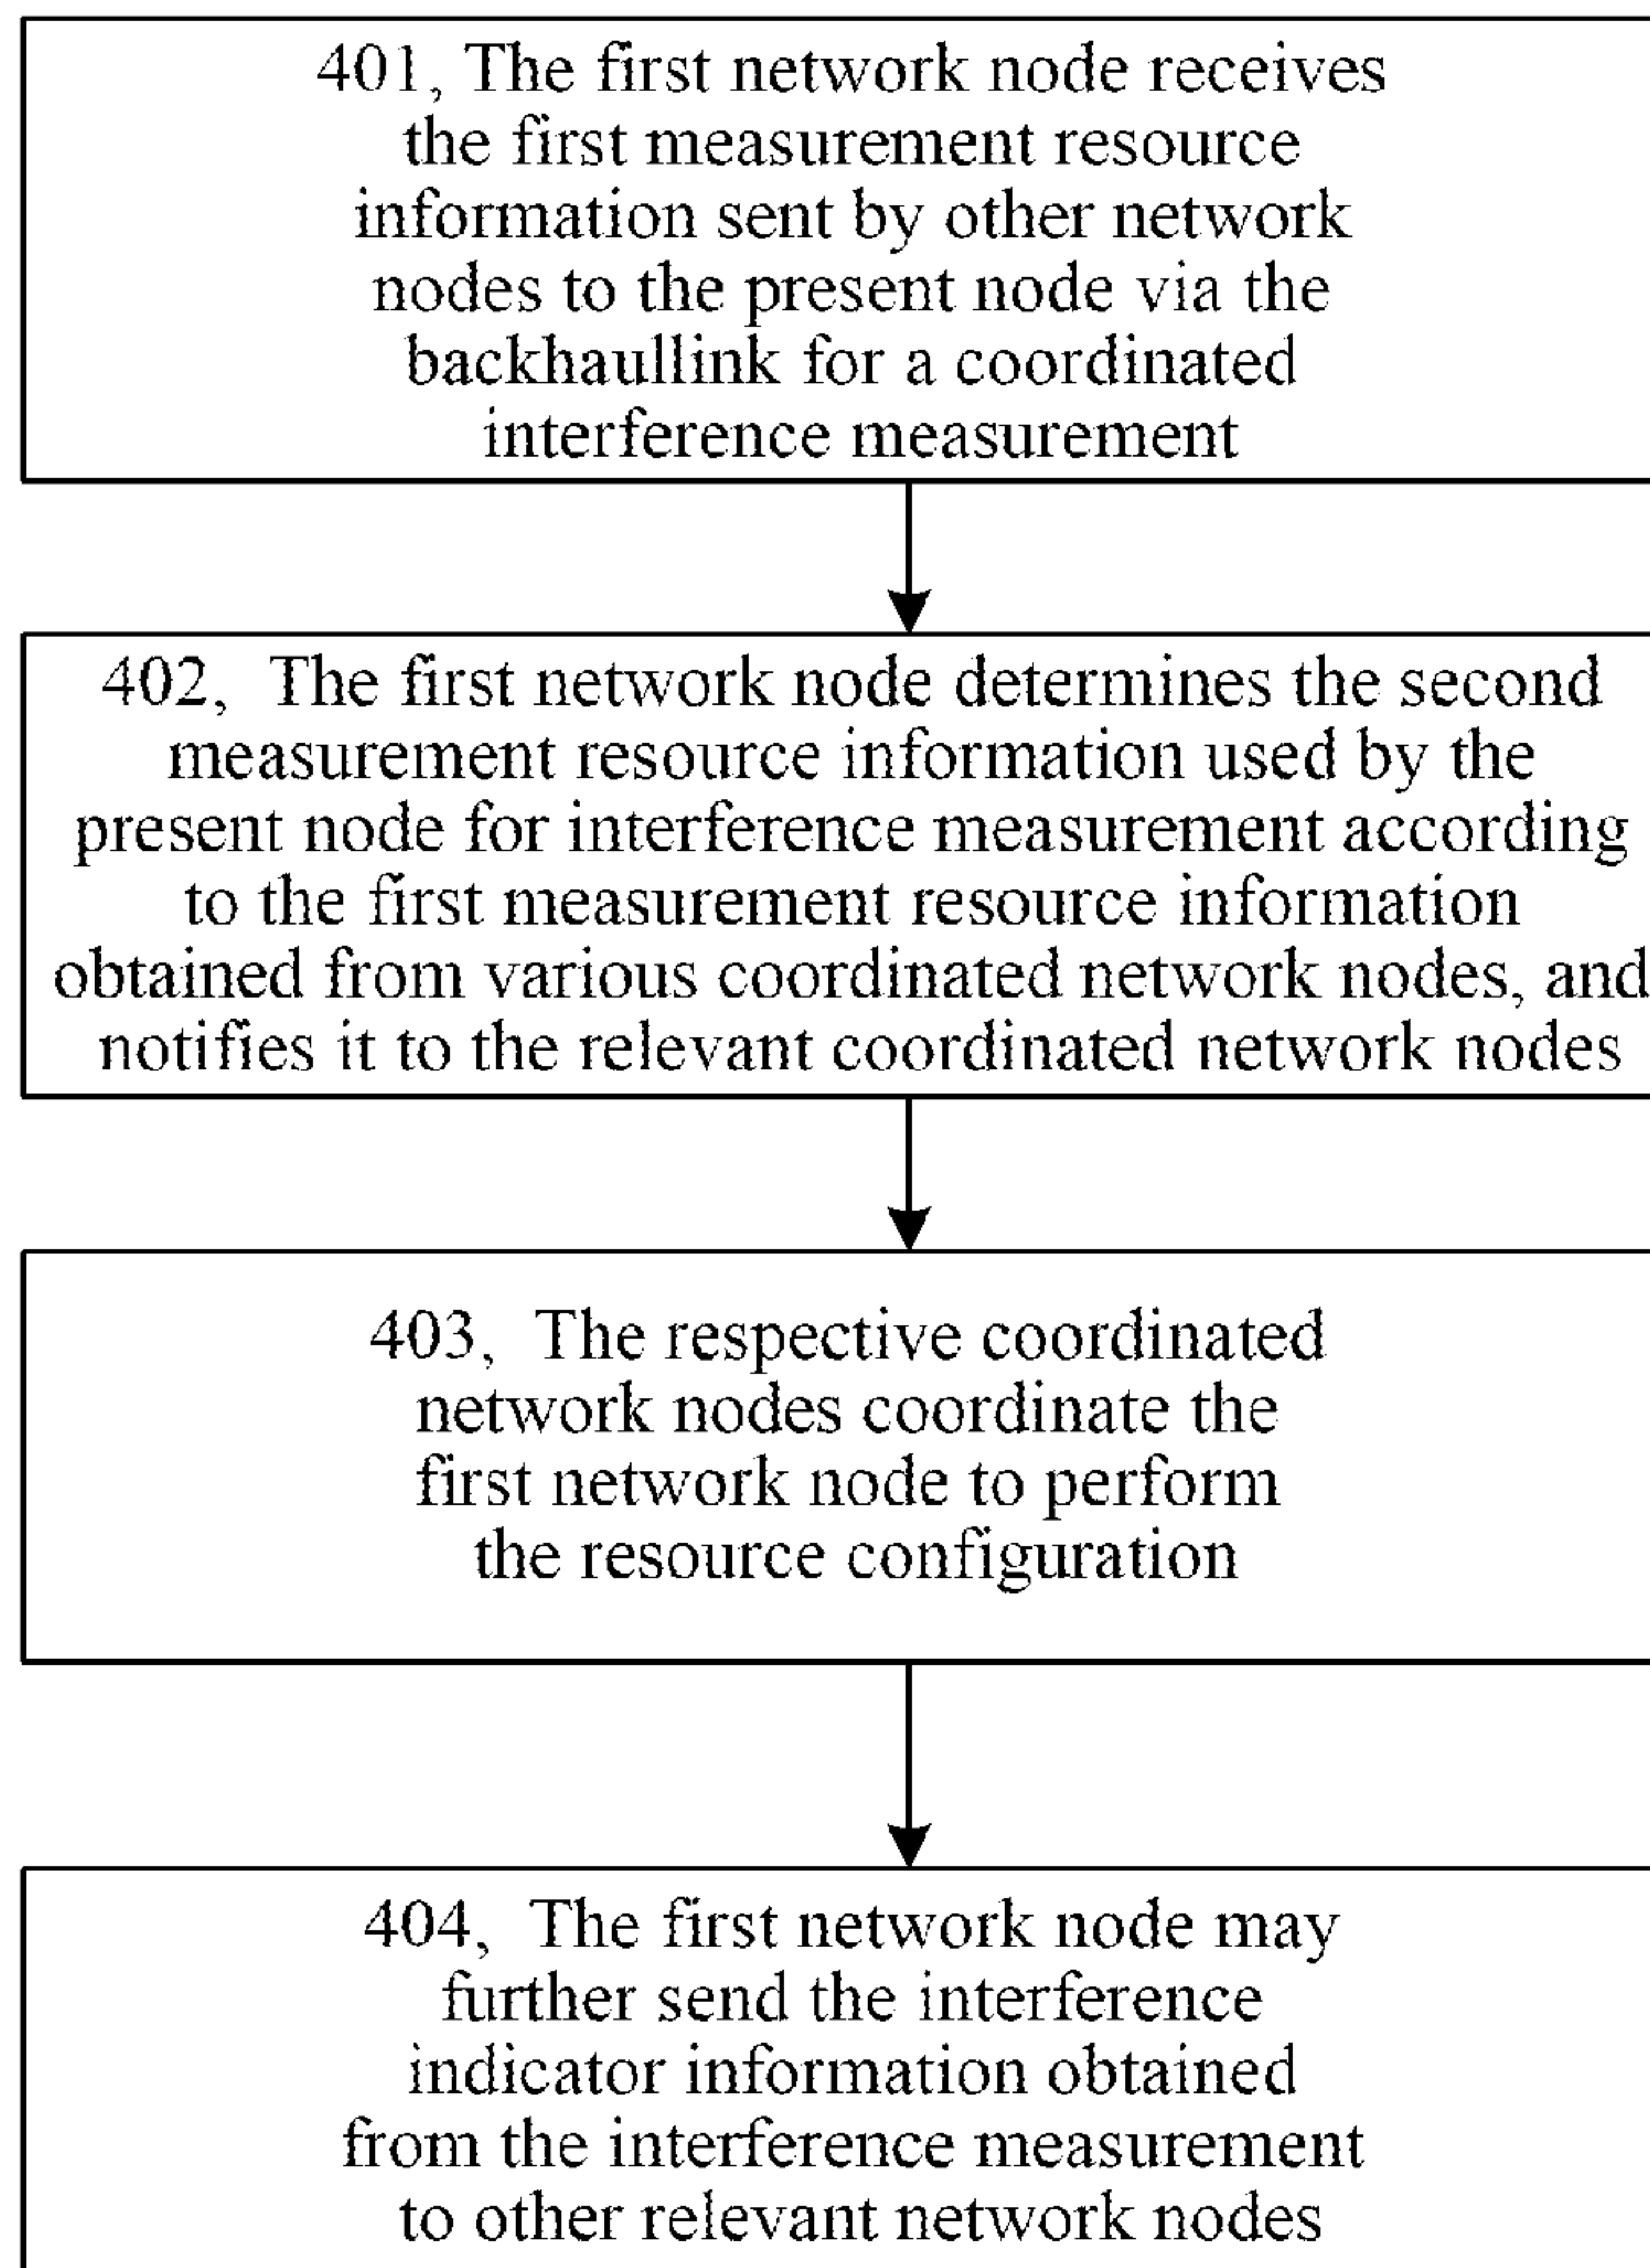 401, The first network node receives
the first measurement resource
information sent by other network
nodes to the present node via the
backhaullink for a coordinated
interference measurement
402, The first network node determines the second
measurement resource information used by the
present node for interference measurement according
to the first measurement resource information
obtained from various coordinated network nodes, and
notifies it to the relevant coordinated network nodes
403, The respective coordinated
network nodes coordinate the
first network node to perform
the resource configuration
404, The first network node may
further send the interference
indicator information obtained
from the interference measurement
to other relevant network nodes